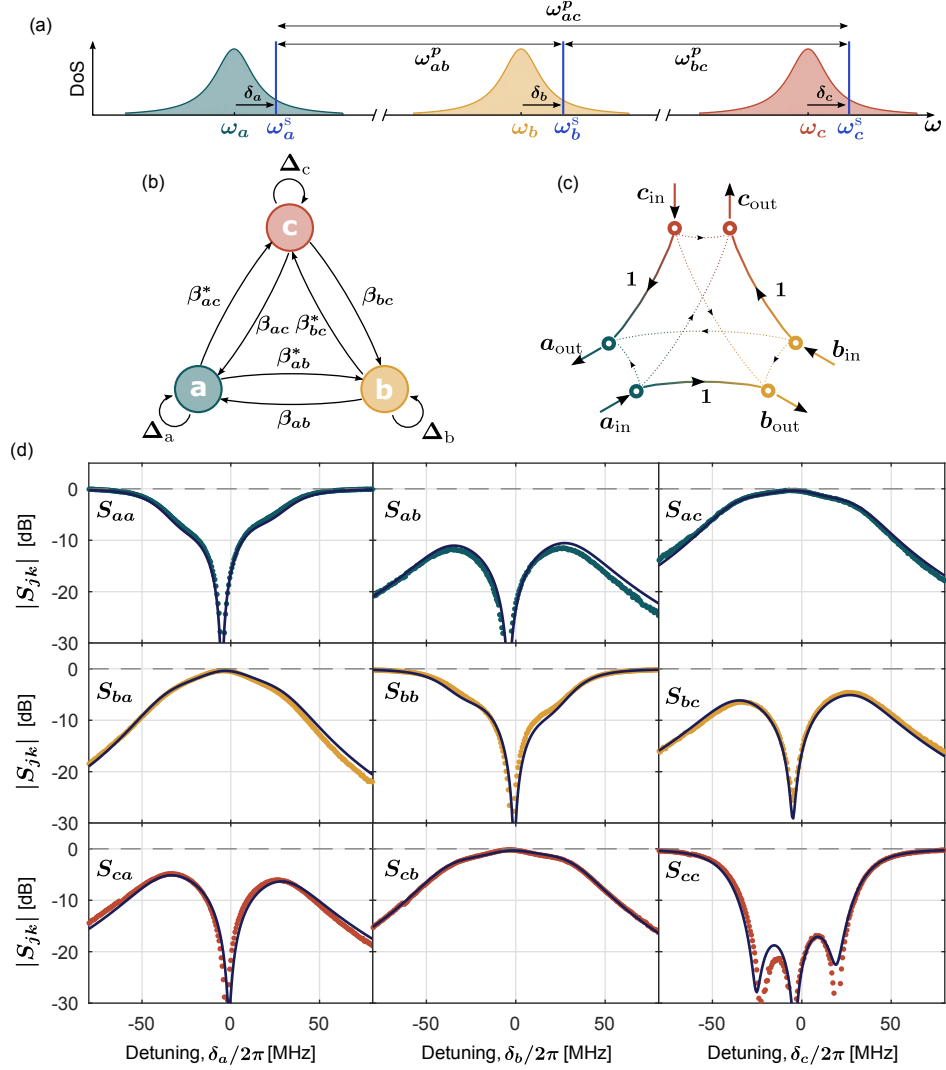 (a)
DoS
ω^p_ac
ω^p_ab
ω^p_bc
δ_a
δ_b
δ_c
ω_a
ω^s_a
ω_b
ω^s_b
ω_c
ω^s_c
ω
(b)
Δ_c
c
β*_ac
β_ac
β*_bc
β_bc
β*_ab
a
b
β_ab
Δ_a
Δ_b
(c)
c_in
c_out
1
1
a_out
b_in
a_in
1
b_out
(d)
|S_jk| [dB]
0
-10
-20
-30
S_aa
S_ab
S_ac
|S_jk| [dB]
0
-10
-20
-30
S_ba
S_bb
S_bc
|S_jk| [dB]
0
-10
-20
-30
S_ca
S_cb
S_cc
-50 0 50
-50 0 50
-50 0 50
Detuning, δ_a/2π [MHz]
Detuning, δ_b/2π [MHz]
Detuning, δ_c/2π [MHz]